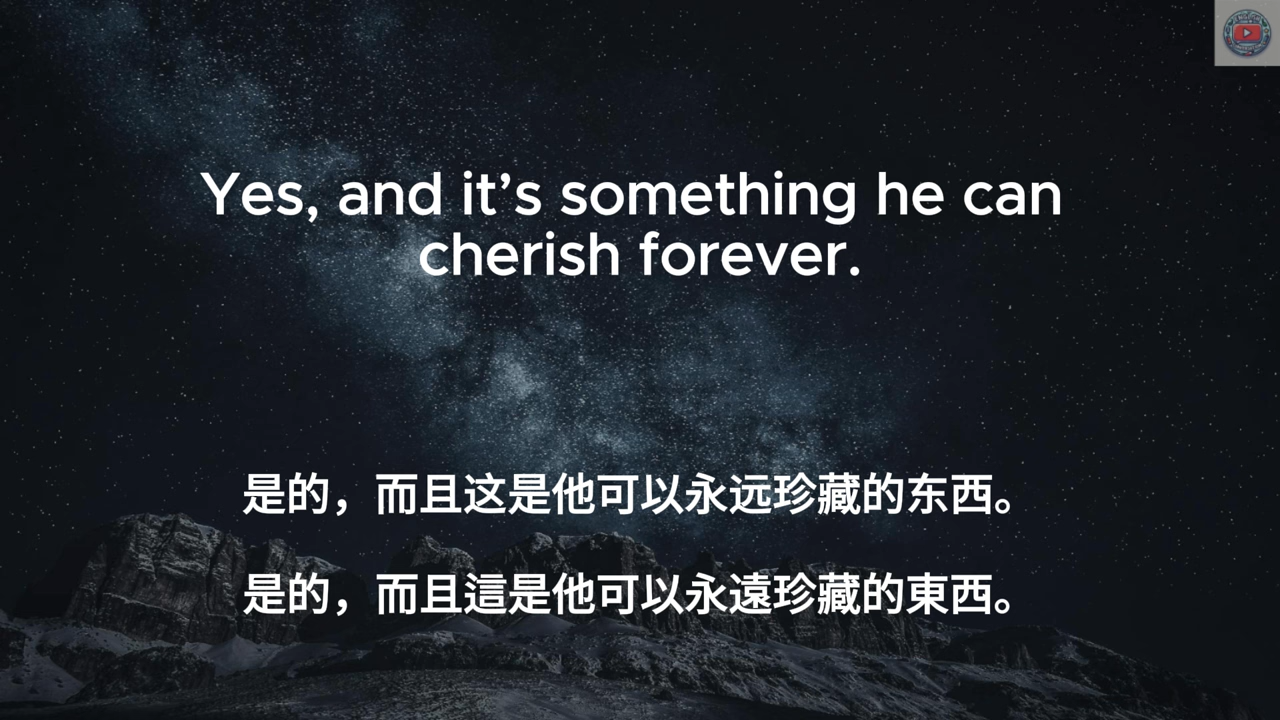 Yes, and it’s something he can
cherish forever.
是的，而且这是他可以永远珍藏的东西。
是的，而且這是他可以永遠珍藏的東西。